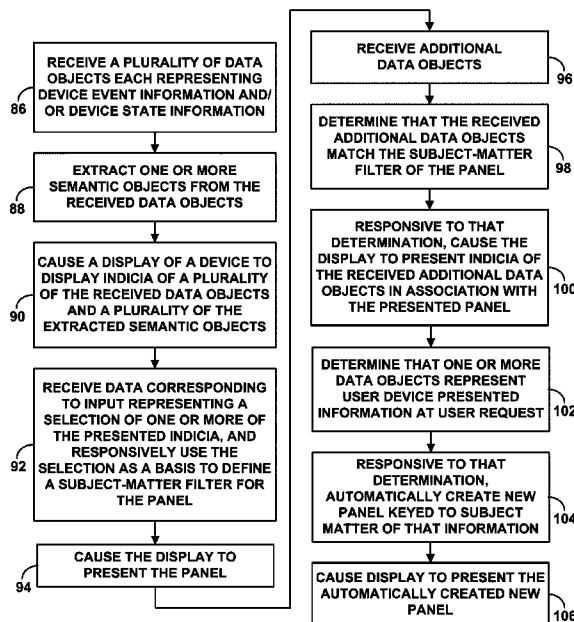 RECEIVE A PLURALITY OF DATA
OBJECTS EACH REPRESENTING
DEVICE EVENT INFORMATION AND/
OR DEVICE STATE INFORMATION
86
EXTRACT ONE OR MORE
SEMANTIC OBJECTS FROM THE
RECEIVED DATA OBJECTS
88
CAUSE A DISPLAY OF A DEVICE TO
DISPLAY INDICIA OF A PLURALITY
OF THE RECEIVED DATA OBJECTS
AND A PLURALITY OF THE
EXTRACTED SEMANTIC OBJECTS
90
RECEIVE DATA CORRESPONDING
TO INPUT REPRESENTING A
SELECTION OF ONE OR MORE OF
THE PRESENTED INDICIA, AND
RESPONSIVELY USE THE
SELECTION AS A BASIS TO DEFINE
A SUBJECT-MATTER FILTER FOR
THE PANEL
92
CAUSE THE DISPLAY TO
PRESENT THE PANEL
94
RECEIVE ADDITIONAL
DATA OBJECTS
96
DETERMINE THAT THE RECEIVED
ADDITIONAL DATA OBJECTS
MATCH THE SUBJECT-MATTER
FILTER OF THE PANEL
98
RESPONSIVE TO THAT
DETERMINATION, CAUSE THE
DISPLAY TO PRESENT INDICIA OF
THE RECEIVED ADDITIONAL DATA
OBJECTS IN ASSOCIATION WITH
THE PRESENTED PANEL
100
DETERMINE THAT ONE OR MORE
DATA OBJECTS REPRESENT
USER DEVICE PRESENTED
INFORMATION AT USER REQUEST
102
RESPONSIVE TO THAT
DETERMINATION,
AUTOMATICALLY CREATE NEW
PANEL KEYED TO SUBJECT
MATTER OF THAT INFORMATION
104
CAUSE DISPLAY TO PRESENT THE
AUTOMATICALLY CREATED NEW
PANEL
106